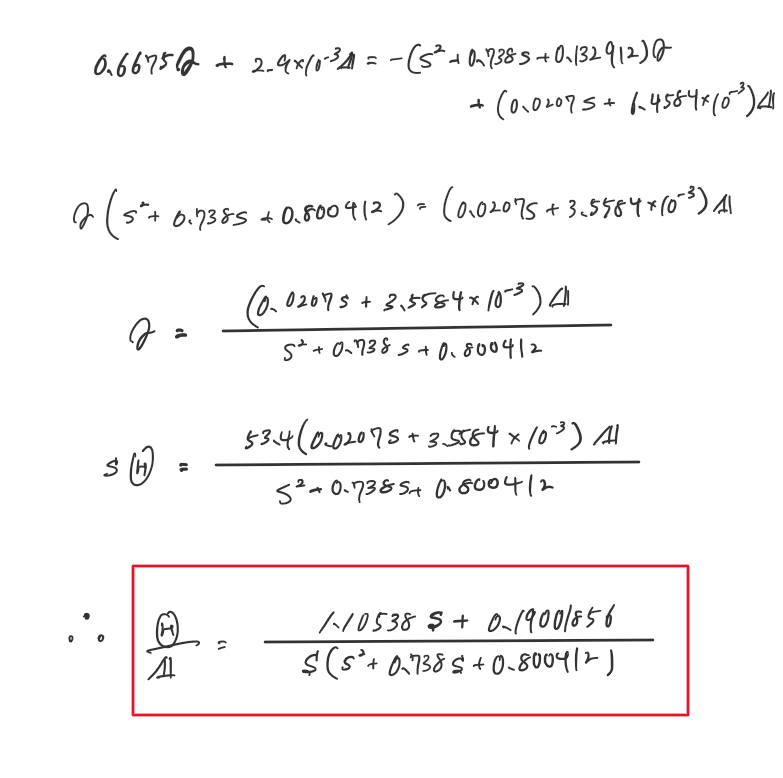 0.6675𝒬 + 2.9×10⁻³Δ = -(s² + 0.738s + 0.132912)𝒬
+ (0.0207s + 1.4584×10⁻³)Δ
𝒬(s² + 0.738s + 0.800412) = (0.0207s + 3.5584×10⁻³)Δ
𝒬 = (0.0207s + 3.5584×10⁻³)Δ / s² + 0.738s + 0.800412
sΘ = 53.4(0.0207s + 3.5584×10⁻³)Δ / s² + 0.738s + 0.800412
∴ Θ/Δ = 1.10538s + 0.19001856 / s(s² + 0.738s + 0.800412)